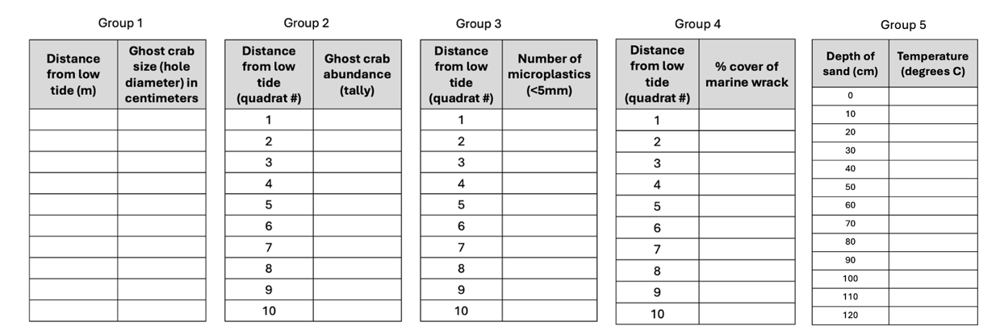 Group 1
Distance
from low
tide (m)
Ghost crab
size (hole
diameter) in
centimeters
Group 2
Distance
from low
tide
(quadrat #)
Ghost crab
abundance
(tally)
1
2
3
4
5
6
7
8
9
10
Group 3
Distance
from low
tide
(quadrat #)
Number of
microplastics
(<5mm)
1
2
3
4
5
6
7
8
9
10
Group 4
Distance
from low
tide
(quadrat #)
% cover of
marine wrack
1
2
3
4
5
6
7
8
9
10
Group 5
Depth of
sand (cm)
Temperature
(degrees C)
0
10
20
30
40
50
60
70
80
90
100
110
120